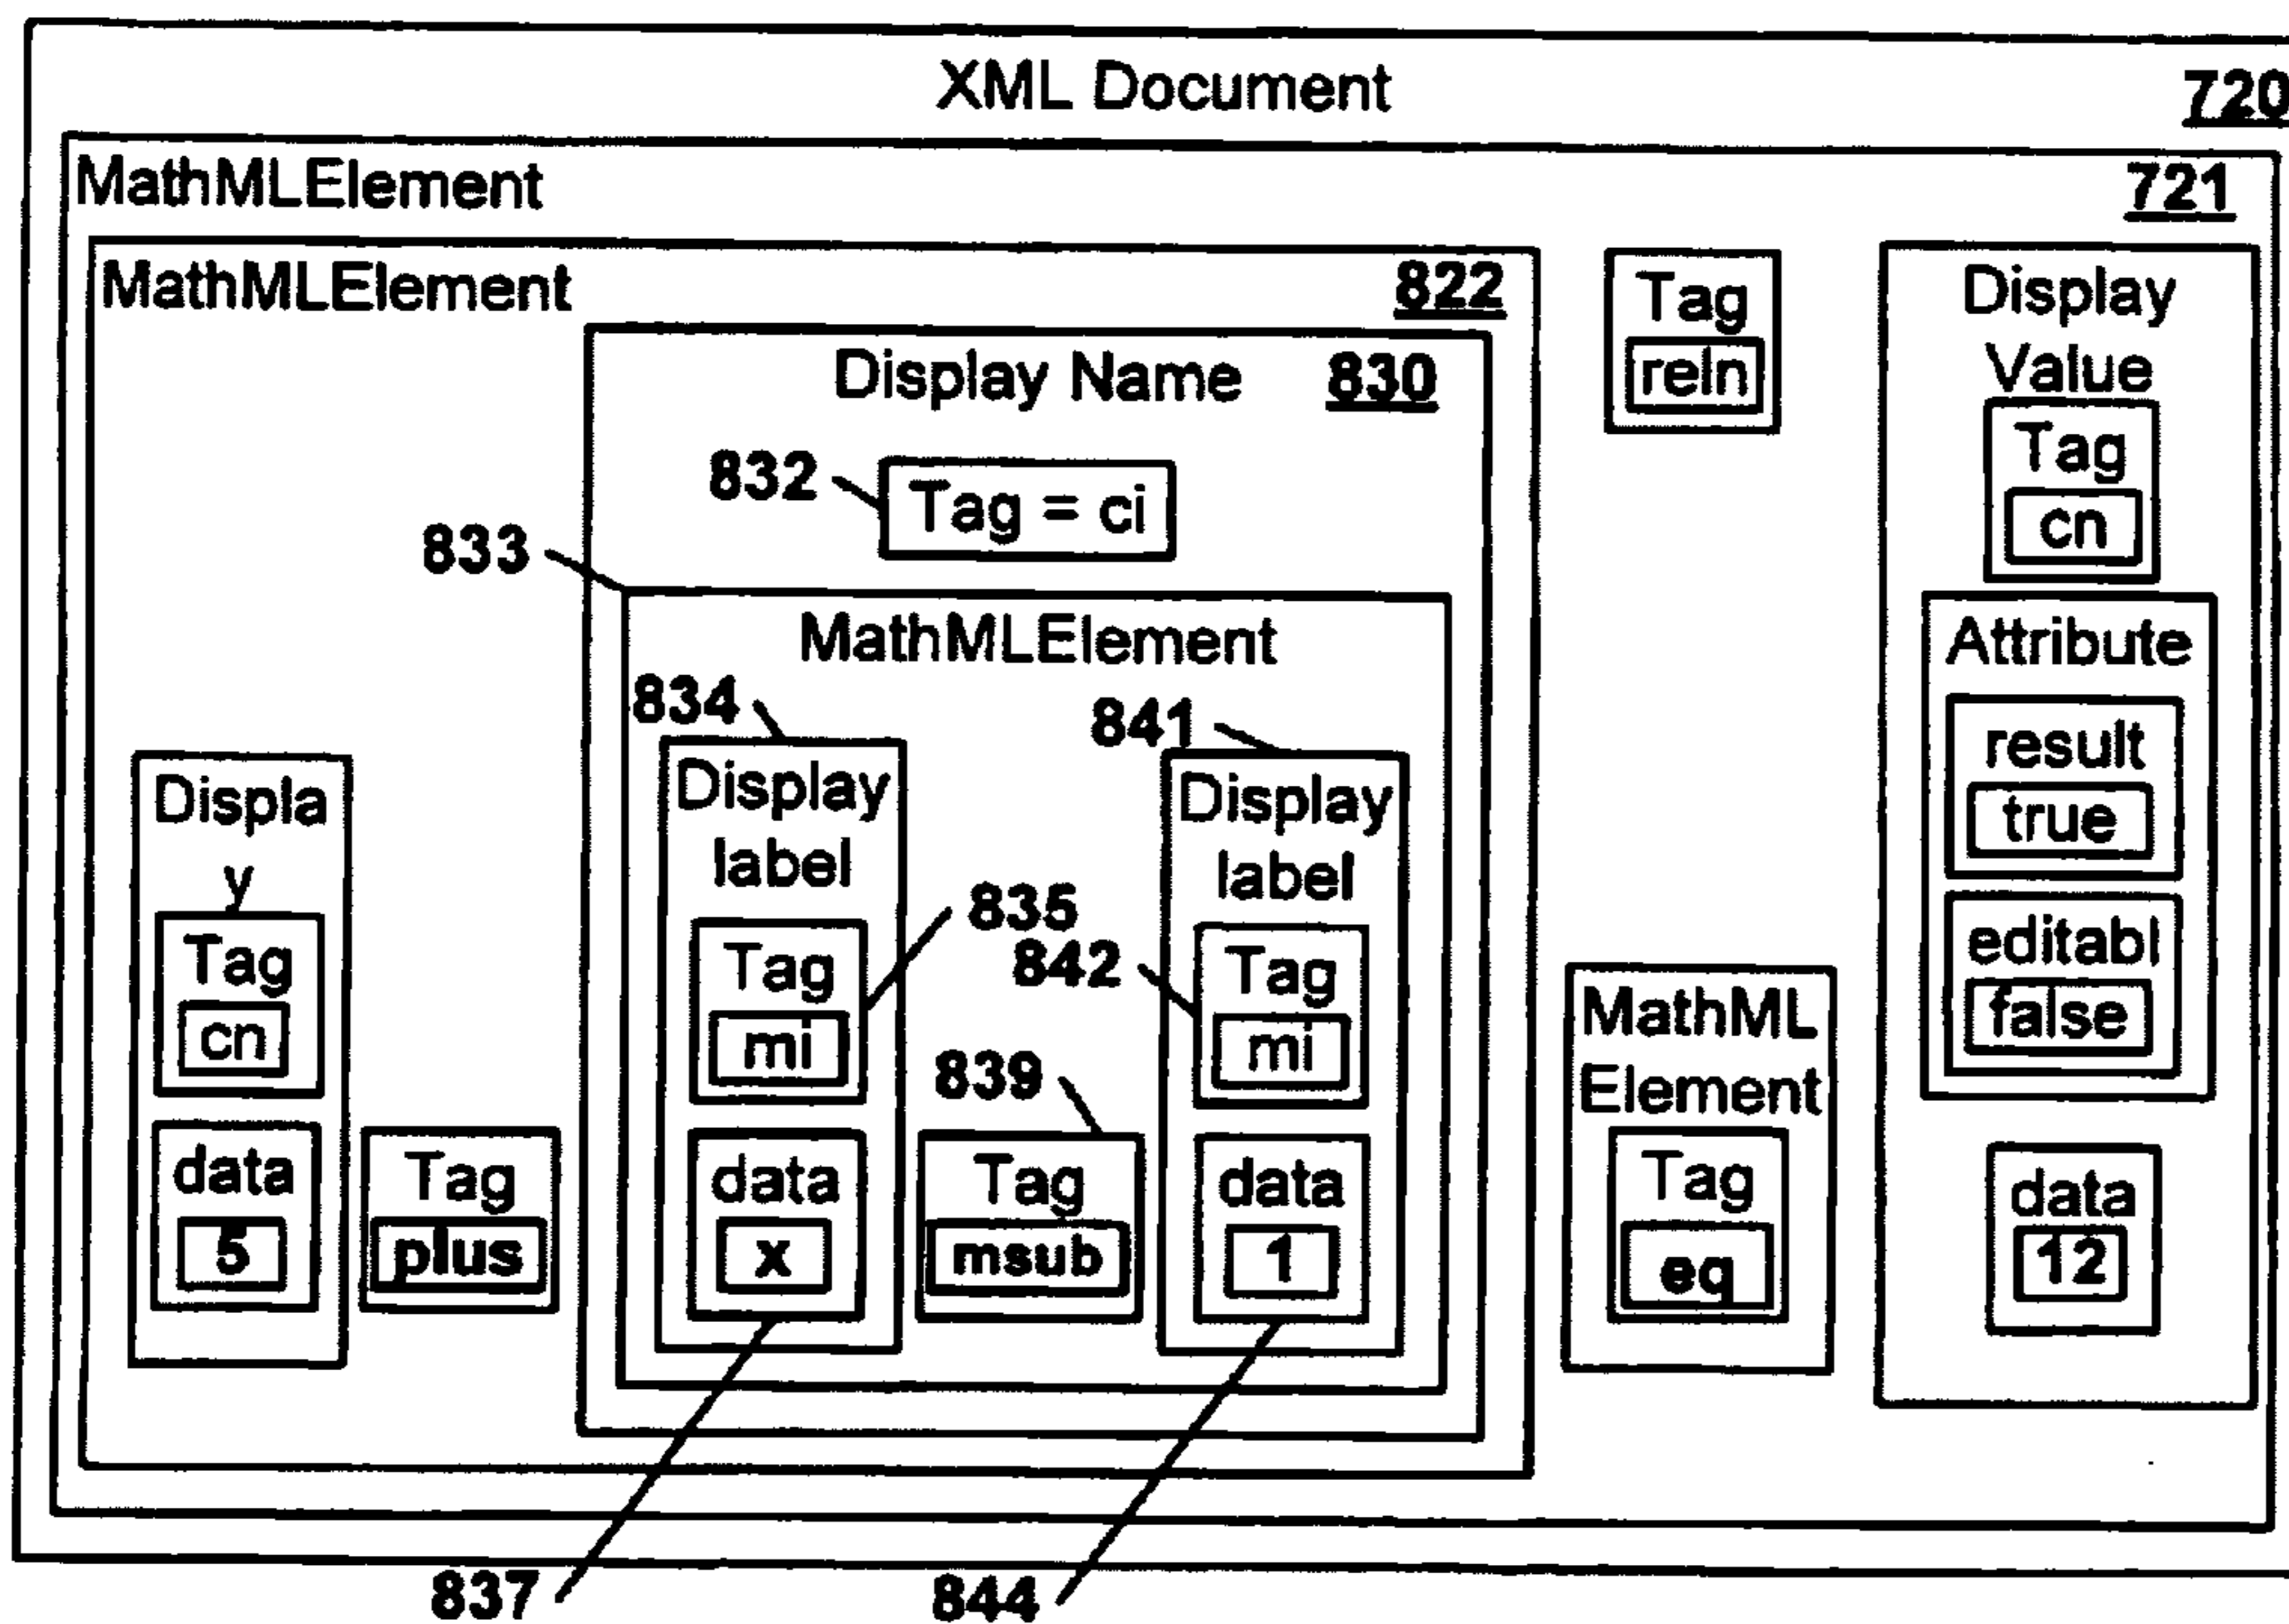 XML Document 720
MathMLElement 721
MathMLElement 822
Display Name 830
832
Tag = ci
833
MathMLElement
834
Display
label
Tag
mi
835
data
x
837
Tag
msub
839
841
Display
label
842
Tag
mi
data
1
844
Displa
y
Tag
cn
data
5
Tag
plus
Tag
reln
MathML
Element
Tag
eq
Display
Value
Tag
cn
Attribute
result
true
editabl
false
data
12